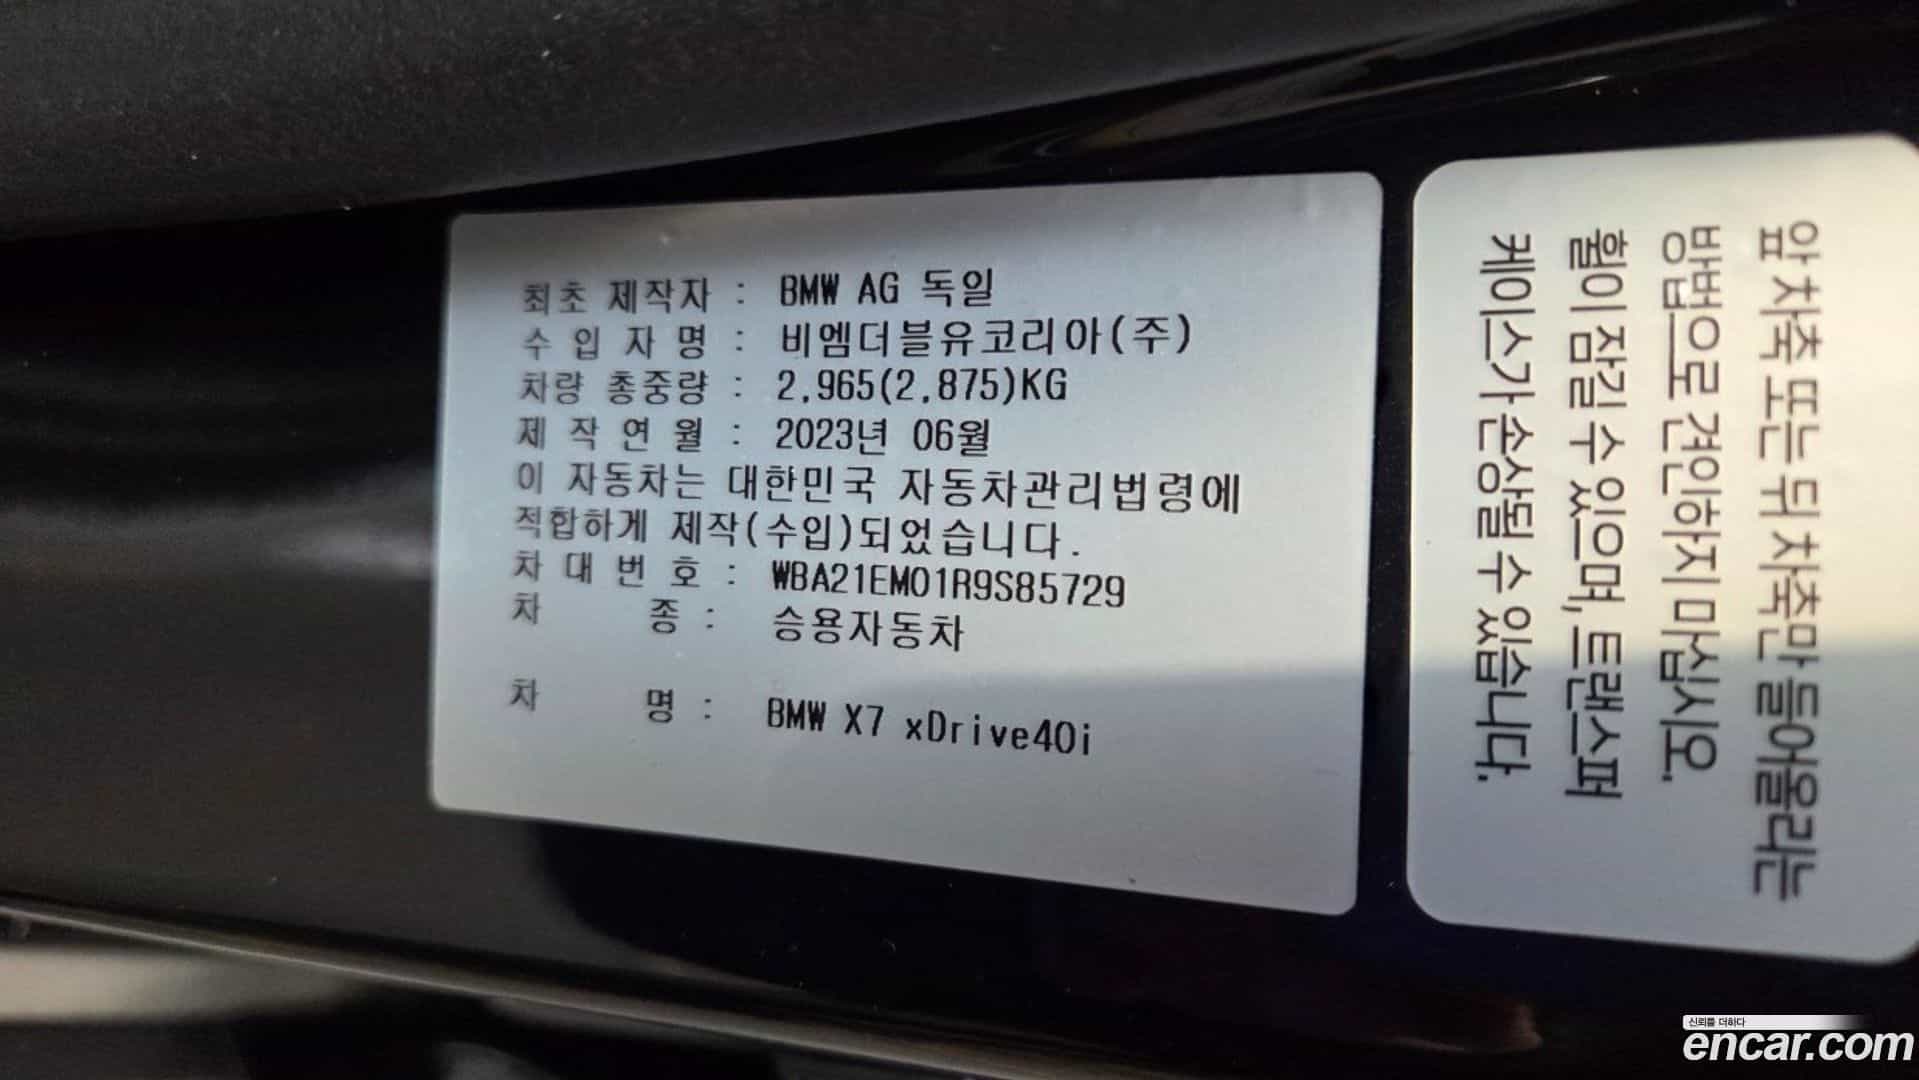 최초 제작자 : BMW AG 독일
수 입 자 명 : 비엠더블유코리아(주)
차량 총중량 : 2,965(2,875)KG
제 작 연 월 : 2023년 06월
이 자동차는 대한민국 자동차관리법령에
적합하게 제작(수입)되었습니다.
차 대 번 호 : WBA21EM01R9S85729
차 종 : 승용자동차
차 명 : BMW X7 xDrive40i
앞 차축 또는 뒤 차축만 들어올리는
방법으로 견인하지 마십시오.
휠이 잠길 수 있으며, 트랜스퍼
케이스가 손상될 수 있습니다.
신뢰를 더하다
encar.com